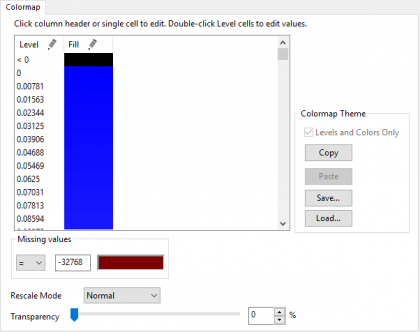 Colormap
Click column header or single cell to edit. Double-click Level cells to edit values.
Level Fill
< 0
0
0.00781
0.01563
0.02344
0.03125
0.03906
0.04688
0.05469
0.0625
0.07031
0.07813
0.08594
Colormap Theme
Levels and Colors Only
Copy
Paste
Save...
Load...
Missing values
= -32768
Rescale Mode Normal
Transparency 0 %